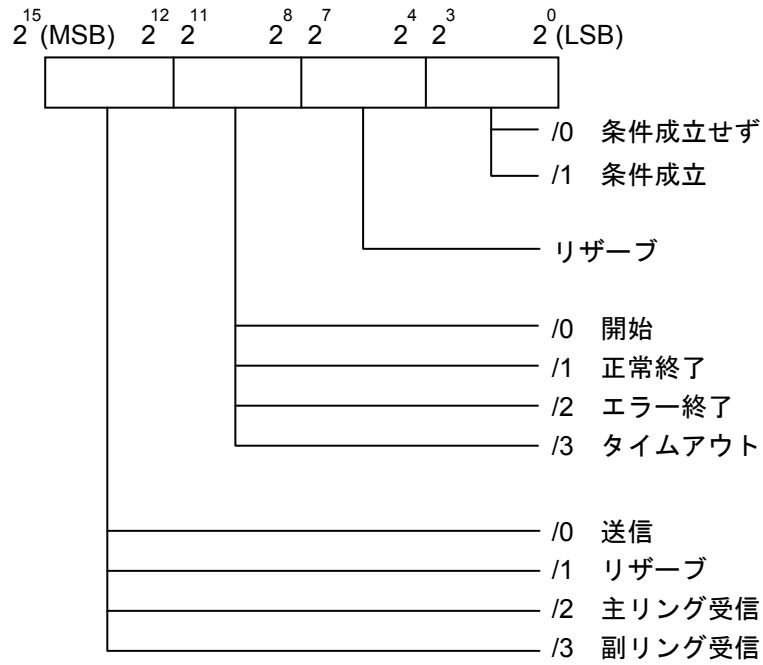 2^15(MSB) 2^12 2^11 2^8 2^7 2^4 2^3 2^0(LSB)
/0 条件成立せず
/1 条件成立
リザーブ
/0 開始
/1 正常終了
/2 エラー終了
/3 タイムアウト
/0 送信
/1 リザーブ
/2 主リング受信
/3 副リング受信